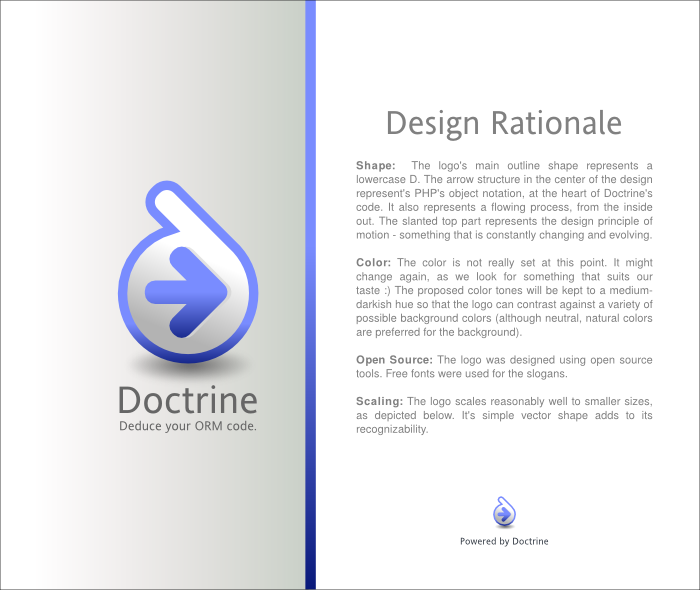 Doctrine
Deduce your ORM code.
Design Rationale
Shape: The logo's main outline shape represents a
lowercase D. The arrow structure in the center of the design
represent's PHP's object notation, at the heart of Doctrine's
code. It also represents a flowing process, from the inside
out. The slanted top part represents the design principle of
motion - something that is constantly changing and evolving.
Color: The color is not really set at this point. It might
change again, as we look for something that suits our
taste :) The proposed color tones will be kept to a medium-
darkish hue so that the logo can contrast against a variety of
possible background colors (although neutral, natural colors
are preferred for the background).
Open Source: The logo was designed using open source
tools. Free fonts were used for the slogans.
Scaling: The logo scales reasonably well to smaller sizes,
as depicted below. It's simple vector shape adds to its
recognizability.
Powered by Doctrine